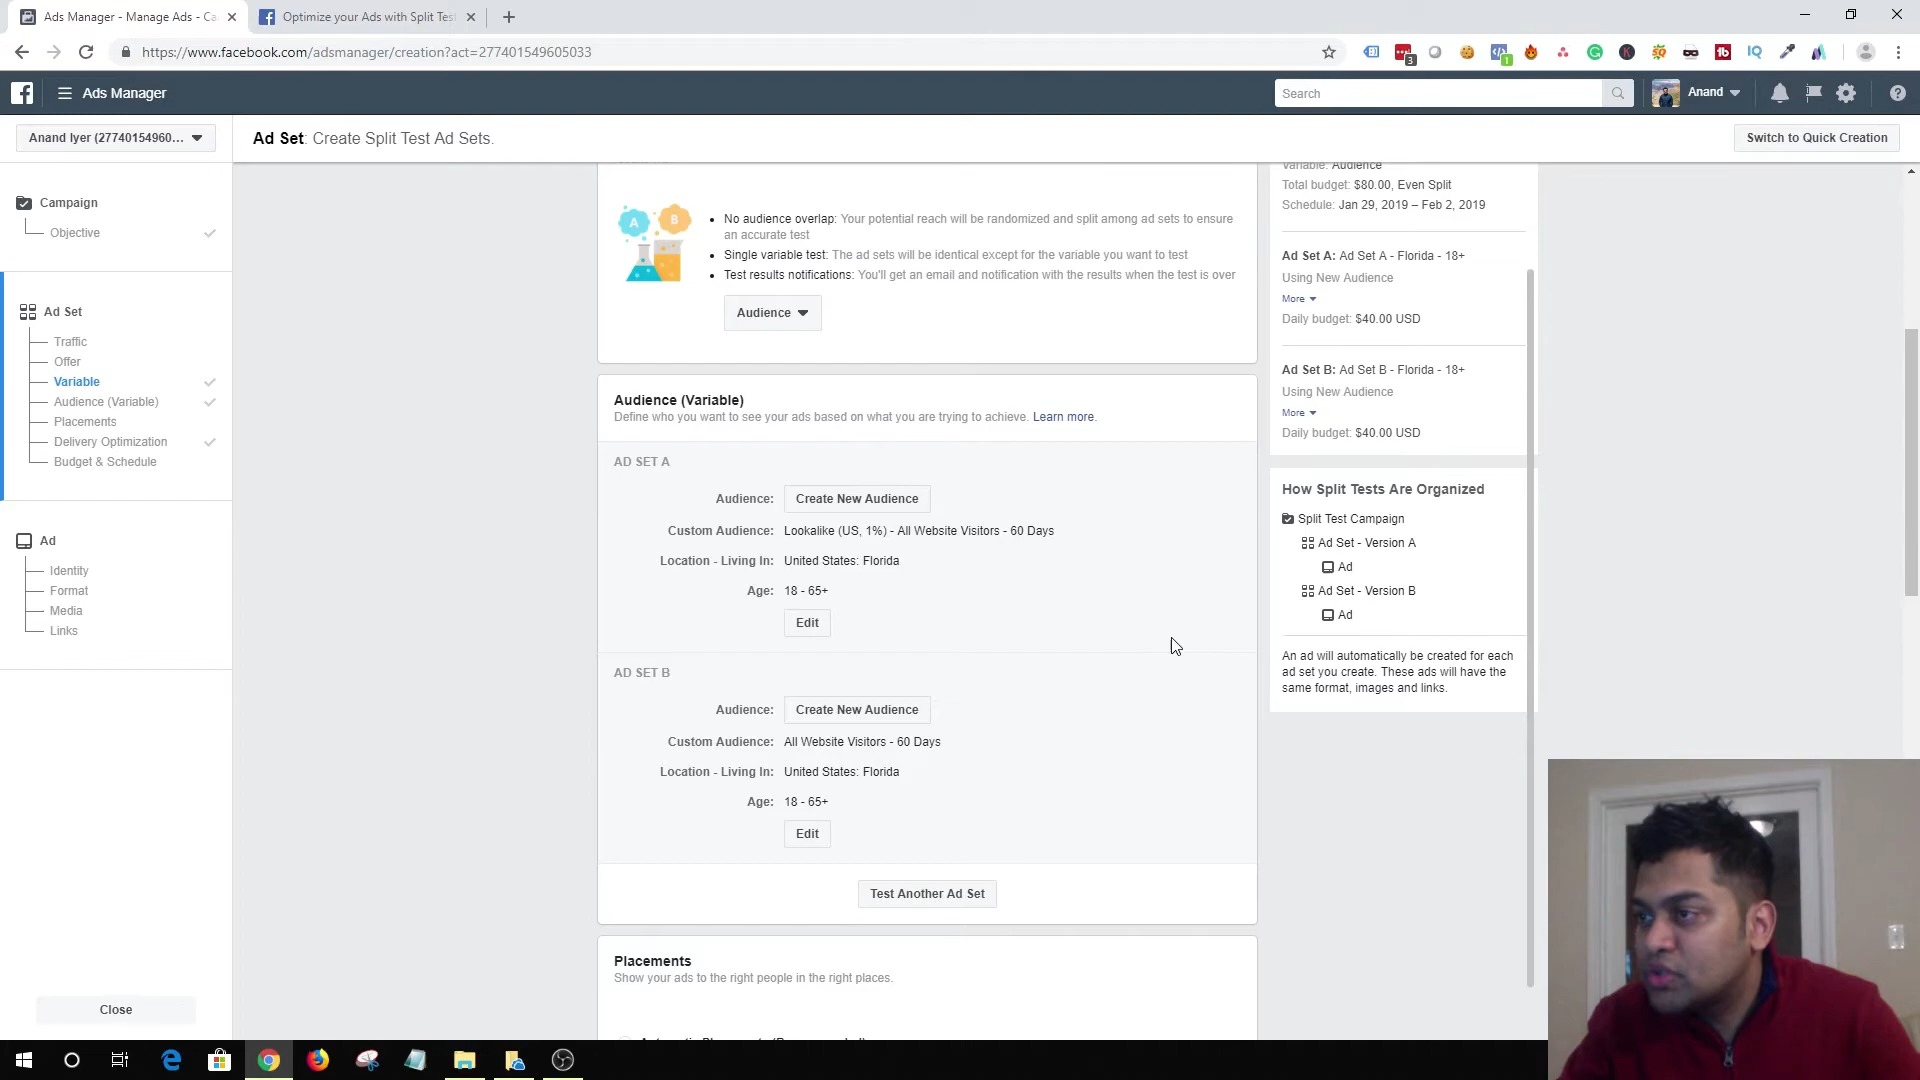 Ads Manager - Manage Ads - Ca
Optimize your Ads with Split Test
https://www.facebook.com/adsmanager/creation?act=277401549605033
Ads Manager
Search
Anand
Anand Iyer (27740154960...
Ad Set: Create Split Test Ad Sets.
Switch to Quick Creation
Campaign
Objective
Ad Set
Traffic
Offer
Variable
Audience (Variable)
Placements
Delivery Optimization
Budget & Schedule
Ad
Identity
Format
Media
Links
Close
A
B
No audience overlap: Your potential reach will be randomized and split among ad sets to ensure
an accurate test
Single variable test: The ad sets will be identical except for the variable you want to test
Test results notifications: You'll get an email and notification with the results when the test is over
Audience
Audience (Variable)
Define who you want to see your ads based on what you are trying to achieve. Learn more.
AD SET A
Audience: Create New Audience
Custom Audience: Lookalike (US, 1%) - All Website Visitors - 60 Days
Location - Living In: United States: Florida
Age: 18 - 65+
Edit
AD SET B
Audience: Create New Audience
Custom Audience: All Website Visitors - 60 Days
Location - Living In: United States: Florida
Age: 18 - 65+
Edit
Test Another Ad Set
Placements
Show your ads to the right people in the right places.
Variable: Audience
Total budget: $80.00, Even Split
Schedule: Jan 29, 2019 – Feb 2, 2019
Ad Set A: Ad Set A - Florida - 18+
Using New Audience
More
Daily budget: $40.00 USD
Ad Set B: Ad Set B - Florida - 18+
Using New Audience
More
Daily budget: $40.00 USD
How Split Tests Are Organized
Split Test Campaign
Ad Set - Version A
Ad
Ad Set - Version B
Ad
An ad will automatically be created for each
ad set you create. These ads will have the
same format, images and links.